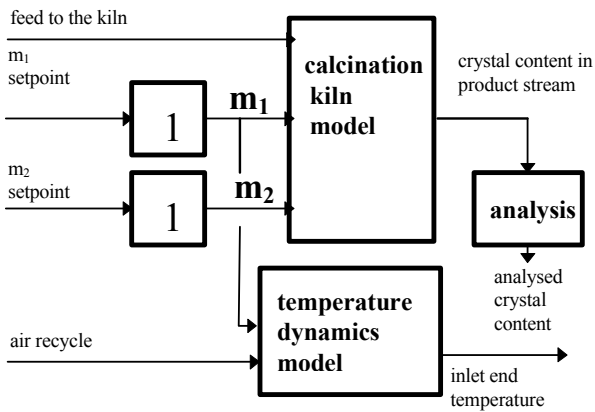 feed to the kiln
m1
setpoint
1
m1
calcination
kiln
model
crystal content in
product stream
m2
setpoint
1
m2
analysis
analysed
crystal
content
temperature
dynamics
model
air recycle
inlet end
temperature